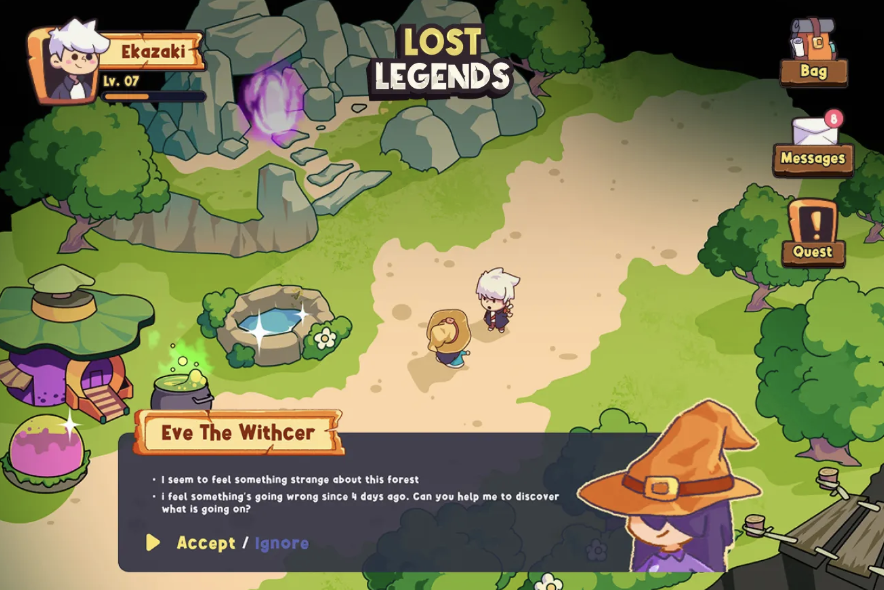 Ekazaki
Lv. 07
LOST
LEGENDS
Bag
8
Messages
!
Quest
Eve The Withcer
• I seem to feel something strange about this forest
• i feel something's going wrong since 4 days ago. Can you help me to discover
what is going on?
Accept / Ignore